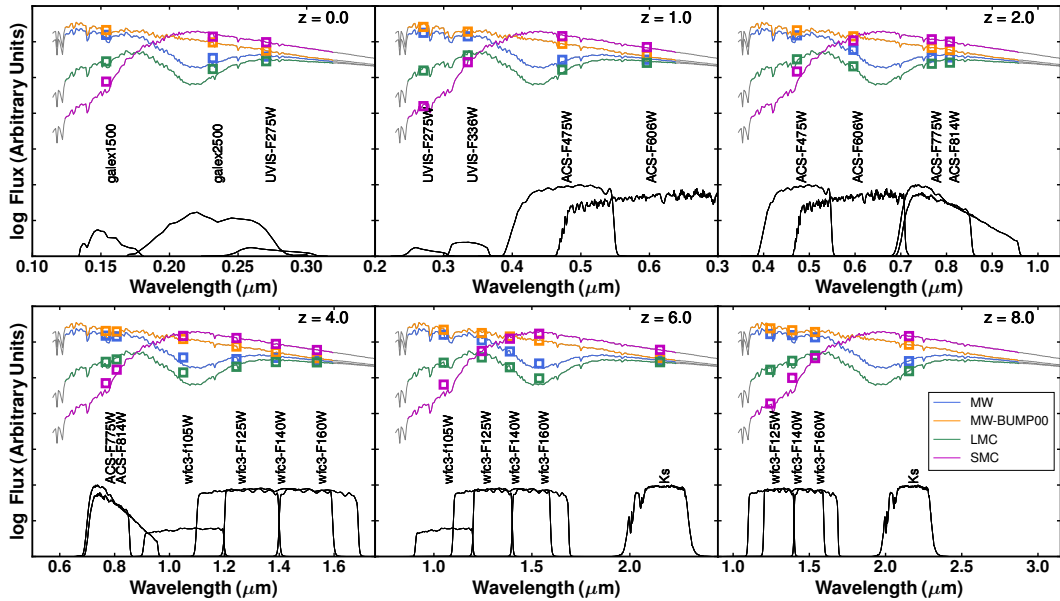 z = 0.0
z = 1.0
z = 2.0
log Flux (Arbitrary Units)
galex1500
galex2500
UVIS-F275W
UVIS-F275W
UVIS-F336W
ACS-F475W
ACS-F606W
ACS-F475W
ACS-F606W
ACS-F775W
ACS-F814W
0.10 0.15 0.20 0.25 0.30
0.2 0.3 0.4 0.5 0.6 0.3
0.4 0.5 0.6 0.7 0.8 0.9 1.0
Wavelength (μm)
Wavelength (μm)
Wavelength (μm)
z = 4.0
z = 6.0
z = 8.0
log Flux (Arbitrary Units)
ACS-F775W
ACS-F814W
wfc3-f105W
wfc3-F125W
wfc3-F140W
wfc3-F160W
wfc3-f105W
wfc3-F125W
wfc3-F140W
wfc3-F160W
Ks
wfc3-F125W
wfc3-F140W
wfc3-F160W
Ks
MW
MW-BUMP00
LMC
SMC
0.6 0.8 1.0 1.2 1.4 1.6
1.0 1.5 2.0
1.0 1.5 2.0 2.5 3.0
Wavelength (μm)
Wavelength (μm)
Wavelength (μm)